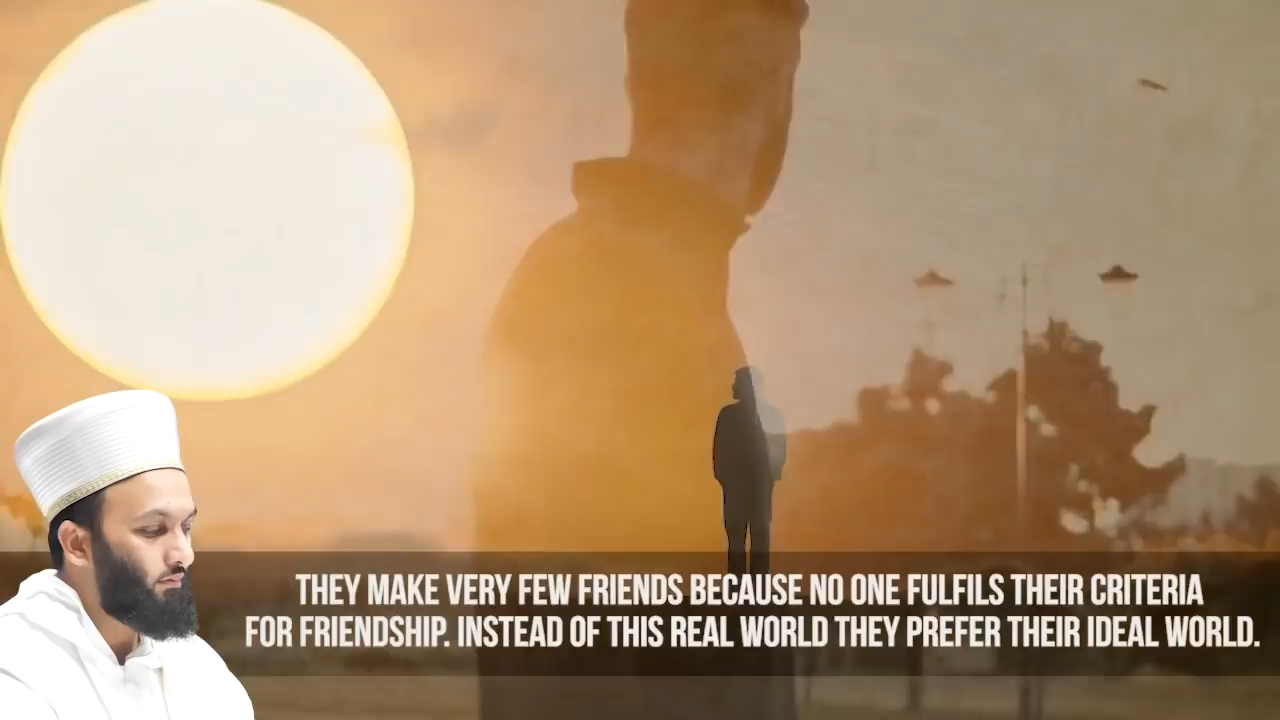 THEY MAKE VERY FEW FRIENDS BECAUSE NO ONE FULFILS THEIR CRITERIA
FOR FRIENDSHIP. INSTEAD OF THIS REAL WORLD THEY PREFER THEIR IDEAL WORLD.